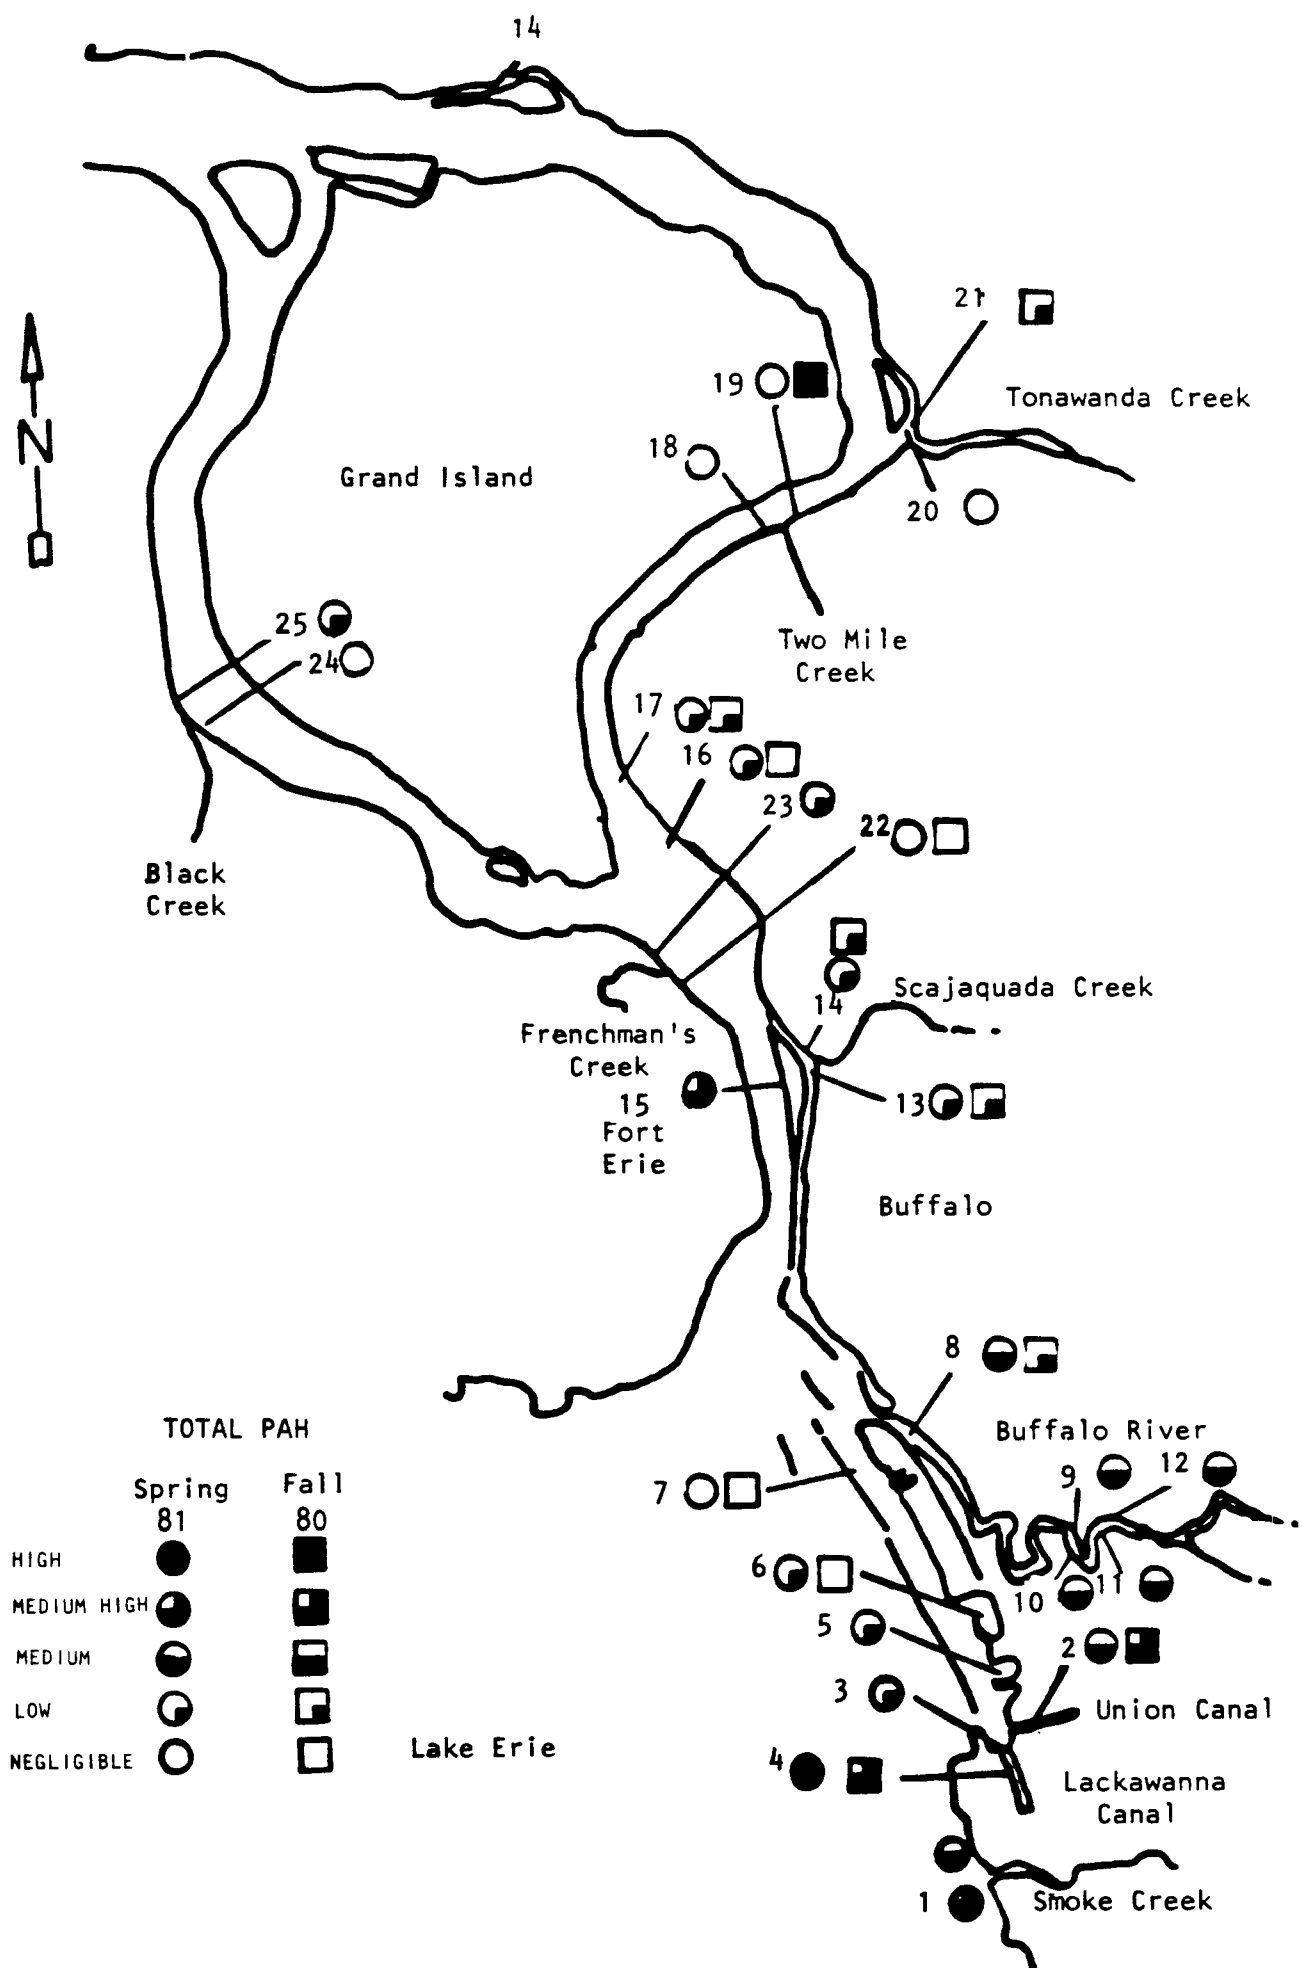 14
21
Tonawanda Creek
19
18
N
Grand Island
20
25
24
Two Mile
Creek
17
16
23
22
Black
Creek
14
Scajaquada Creek
Frenchman's
Creek
15
13
Fort
Erie
Buffalo
8
TOTAL PAH
Buffalo River
Spring Fall
81 80
7
9
12
HIGH
MEDIUM HIGH
MEDIUM
LOW
NEGLIGIBLE
6
10
11
5
2
3
Union Canal
Lake Erie
4
Lackawanna
Canal
1
Smoke Creek